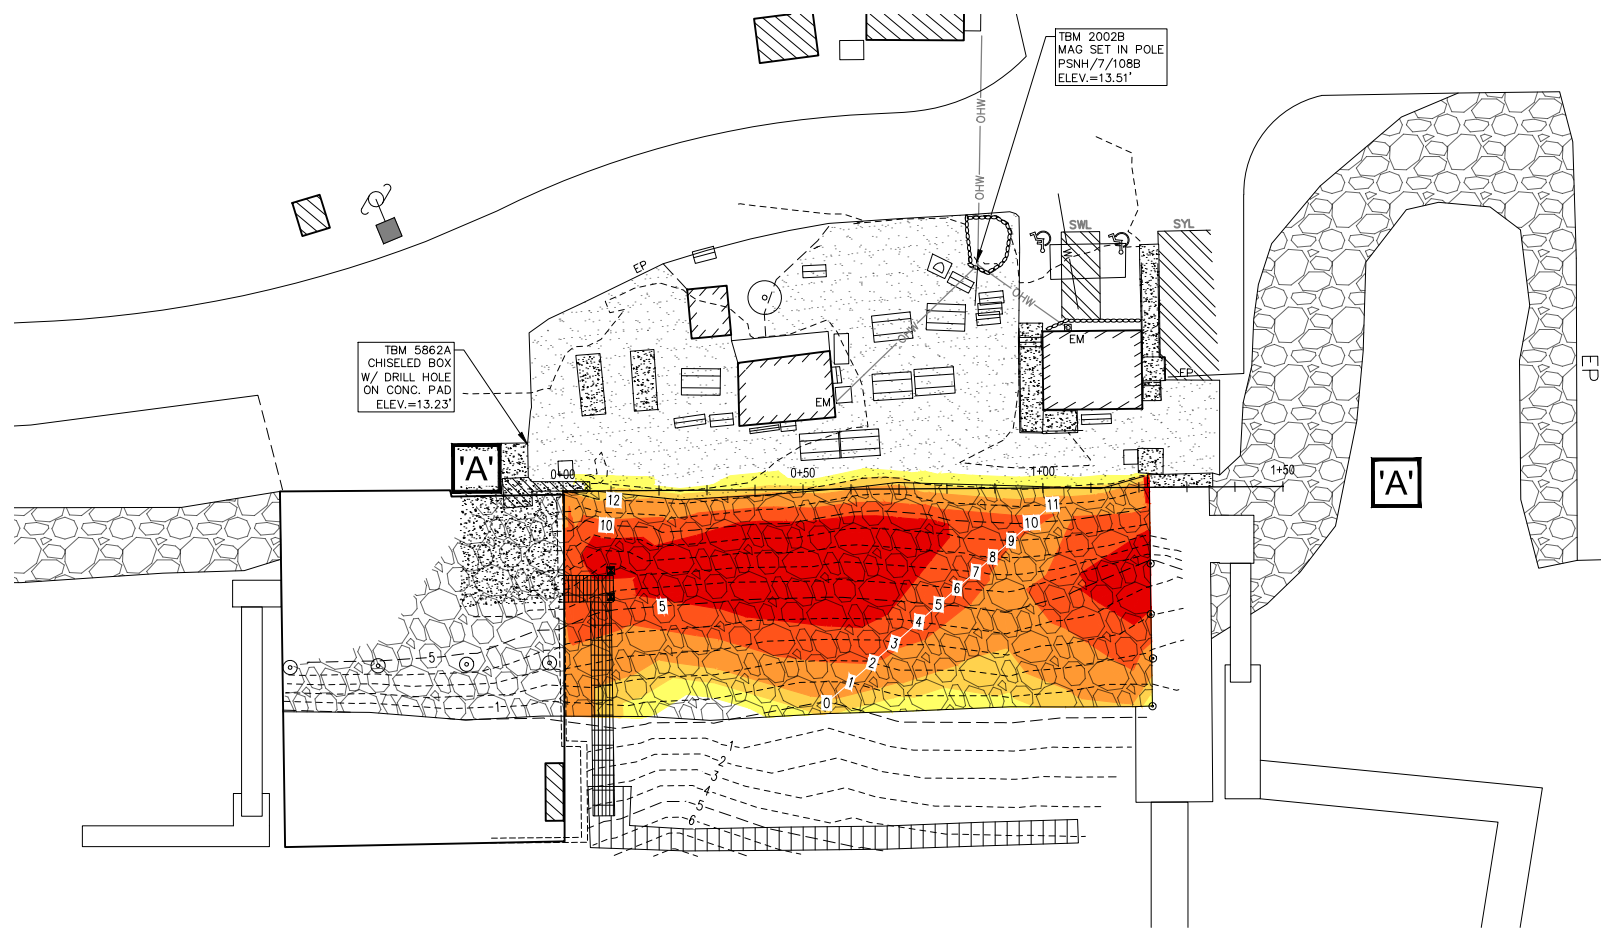 TBM 2002B
MAG SET IN POLE
PSNH/7/108B
ELEV.=13.51'
OHW
OHW
SWL
SYL
EP
OHW
OHW
EM
EP
EP
TBM 5862A
CHISELED BOX
W/ DRILL HOLE
ON CONC. PAD
ELEV.=13.23'
EM
'A'
0+00
0+50
1+00
1+50
'A'
12
11
10
10
9
8
7
6
5
5
4
3
2
1
0
5
1
1
2
3
4
5
6